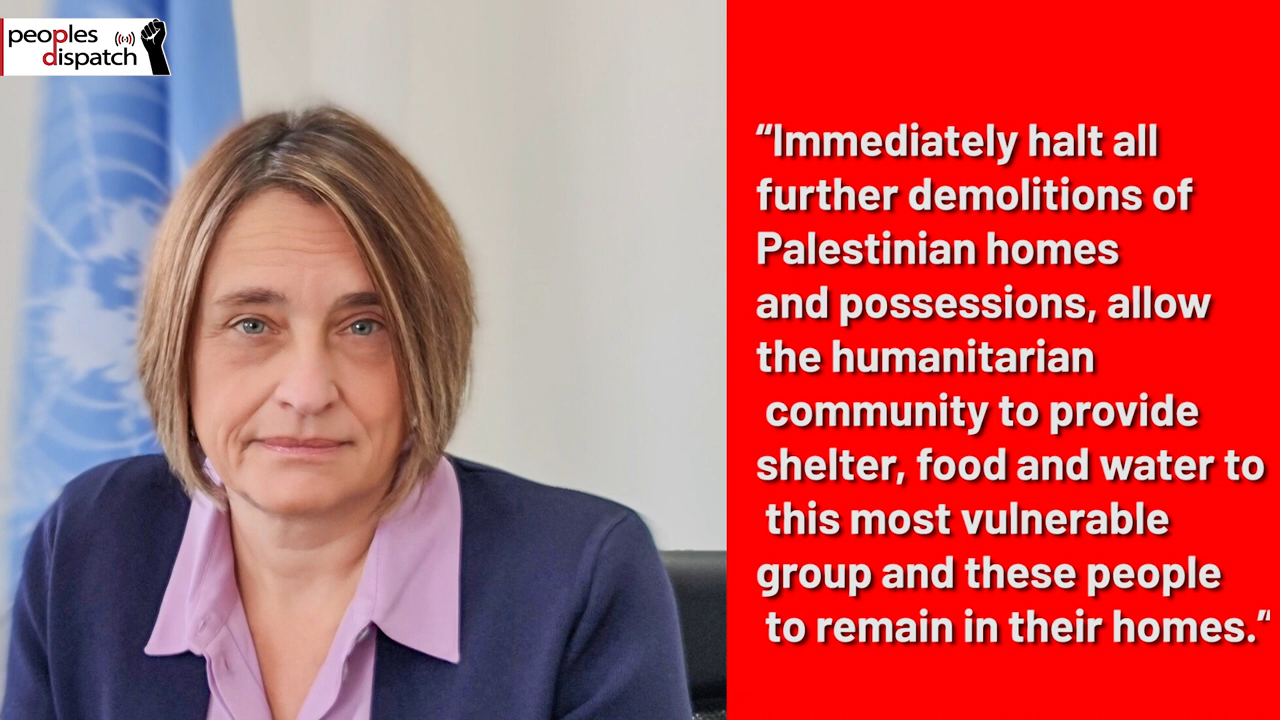 peoples
dispatch
“Immediately halt all
further demolitions of
Palestinian homes
and possessions, allow
the humanitarian
community to provide
shelter, food and water to
this most vulnerable
group and these people
to remain in their homes.“